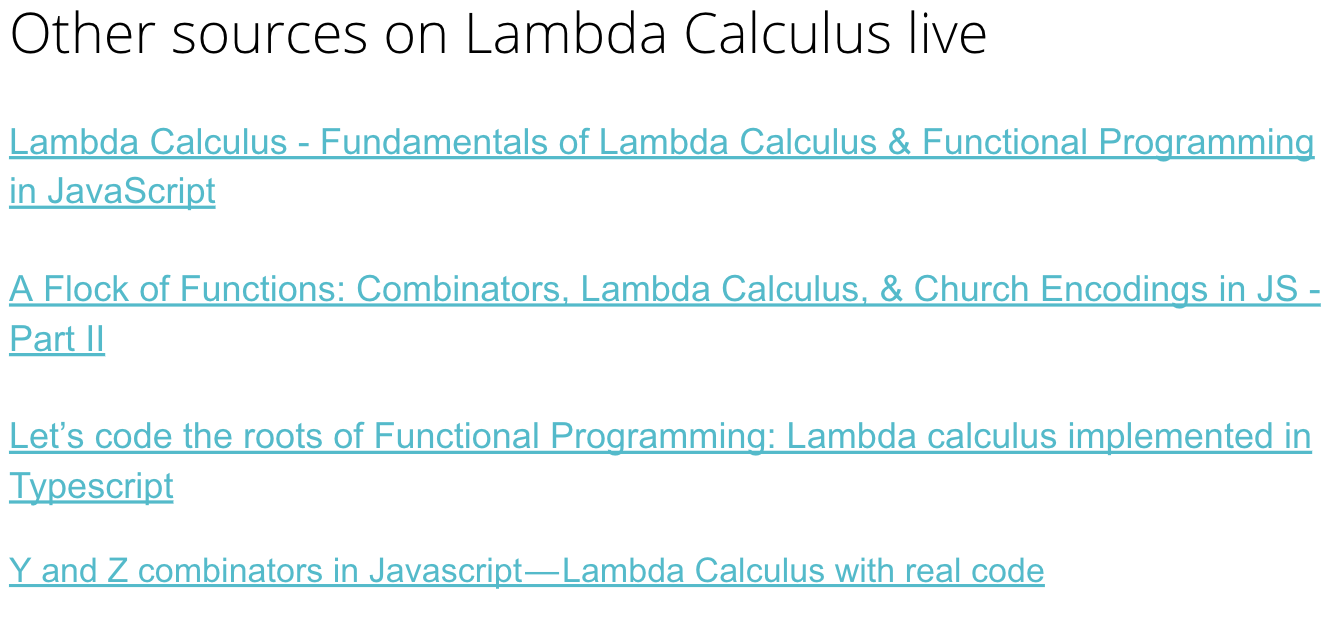 Other sources on Lambda Calculus live
Lambda Calculus - Fundamentals of Lambda Calculus & Functional Programming
in JavaScript
A Flock of Functions: Combinators, Lambda Calculus, & Church Encodings in JS -
Part II
Let’s code the roots of Functional Programming: Lambda calculus implemented in
Typescript
Y and Z combinators in Javascript — Lambda Calculus with real code